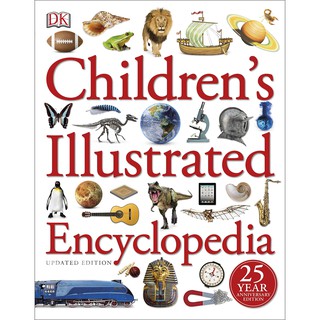 DK
Children's
Illustrated
Encyclopedia
UPDATED EDITION
25
YEAR
ANNIVERSARY
EDITION